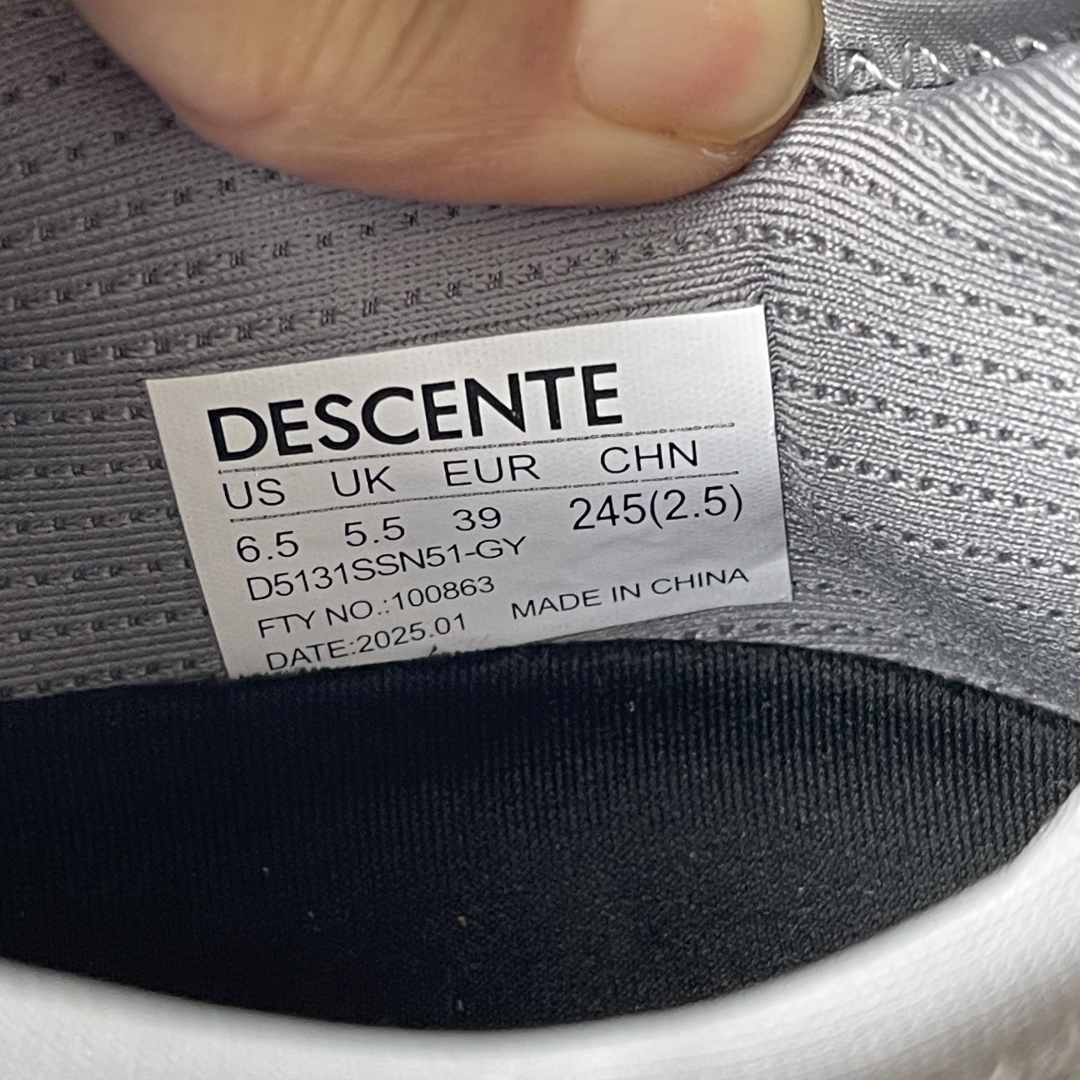 DESCENTE
US UK EUR CHN
6.5 5.5 39 245(2.5)
D5131SSN51-GY
FTY NO.:100863
DATE:2025.01 MADE IN CHINA